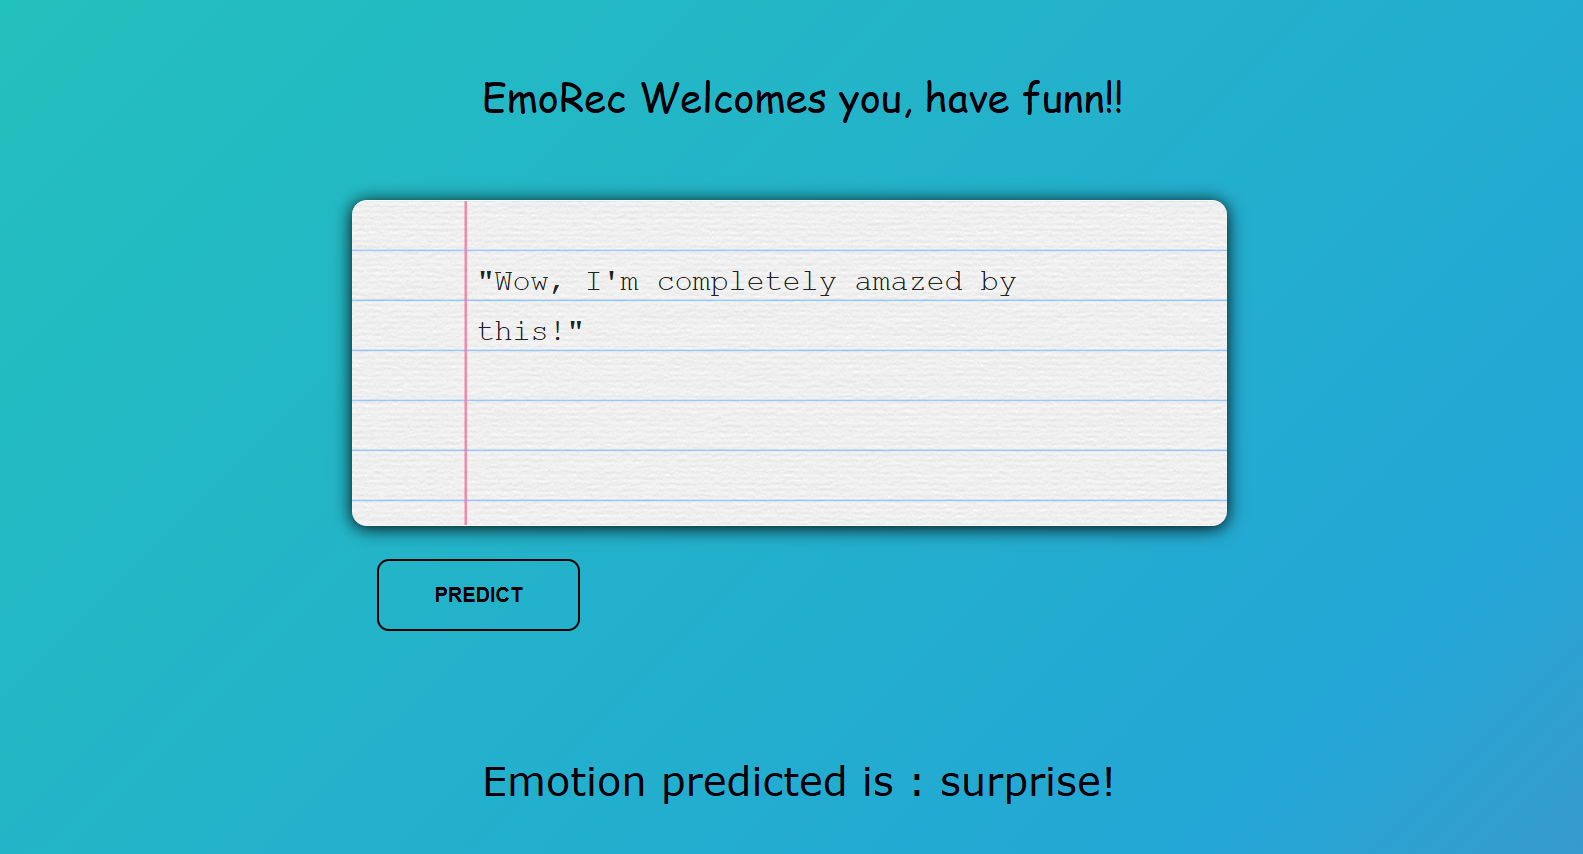 EmoRec Welcomes you, have funn!!
"Wow, I'm completely amazed by
this!"
PREDICT
Emotion predicted is : surprise!